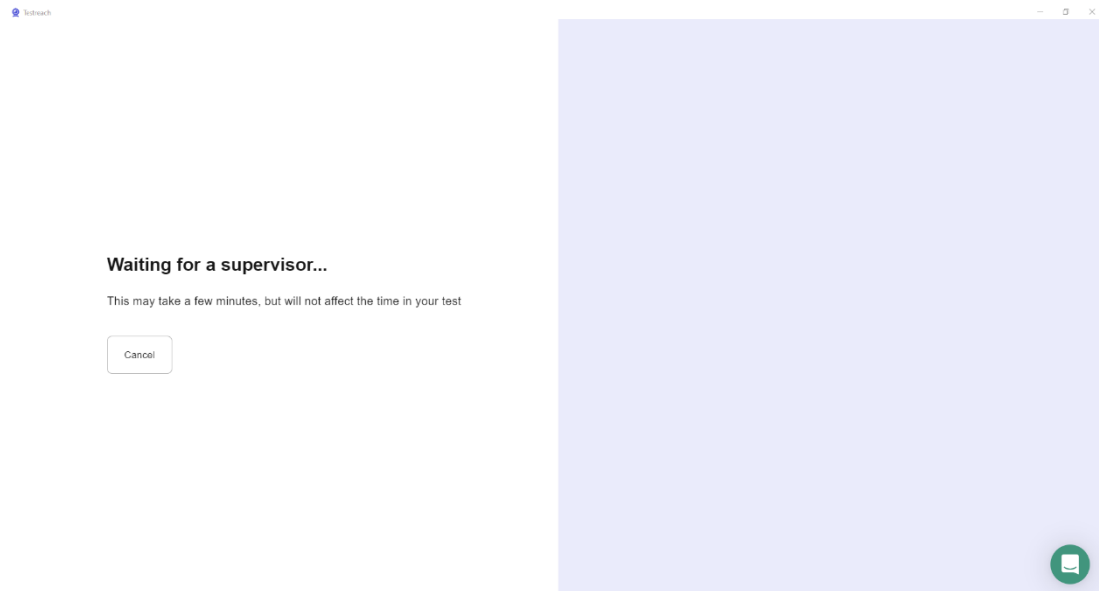 Testreach
Waiting for a supervisor...
This may take a few minutes, but will not affect the time in your test
Cancel